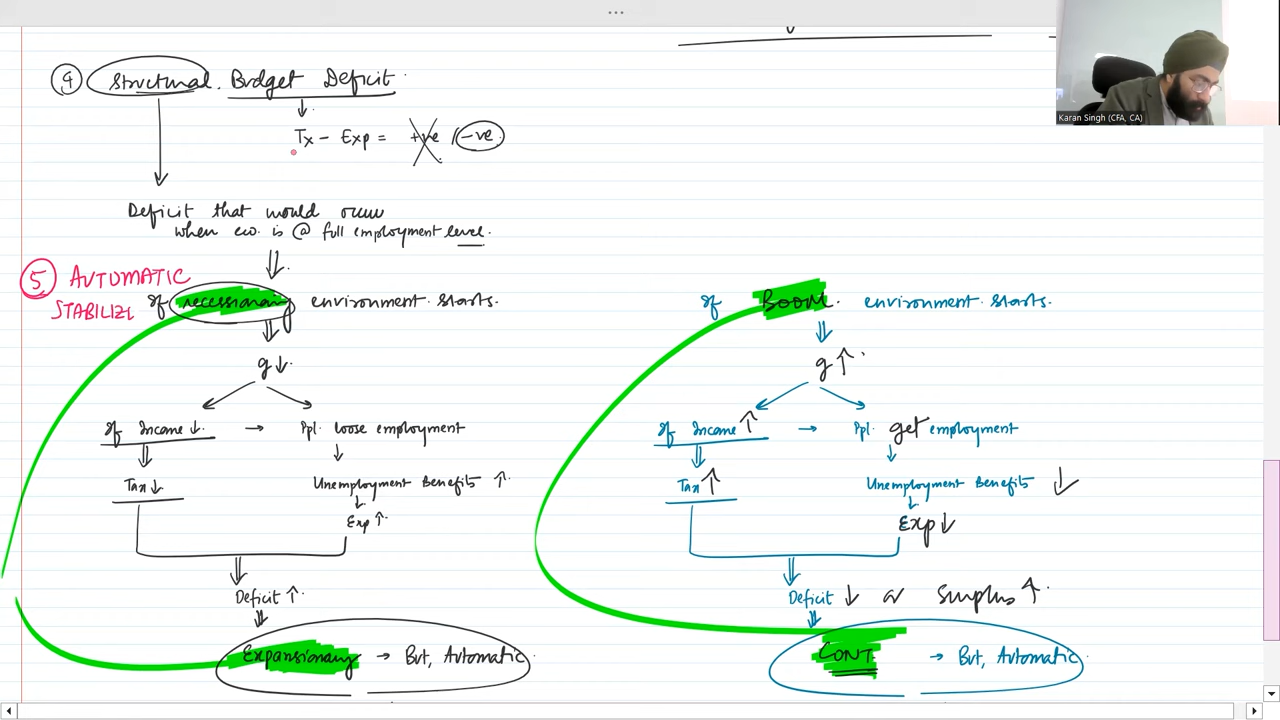 Karan Singh (CFA, CA)
9 Structural Budget Deficit
Tx - Exp = +ve / -ve
Deficit that would occur
when eco. is @ full employment level.
5 AUTOMATIC
STABILIZ
If recessionary environment starts.
g ↓
If Income ↓ → Ppl. loose employment
Tax ↓ Unemployment Benefits ↑
Exp ↑
Deficit ↑
Expansionary → But, Automatic
If BOOM environment starts.
g ↑
If Income ↑ → Ppl. get employment
Tax ↑ Unemployment Benefits ↓
Exp ↓
Deficit ↓ or Surplus ↑
CONT. → But, Automatic